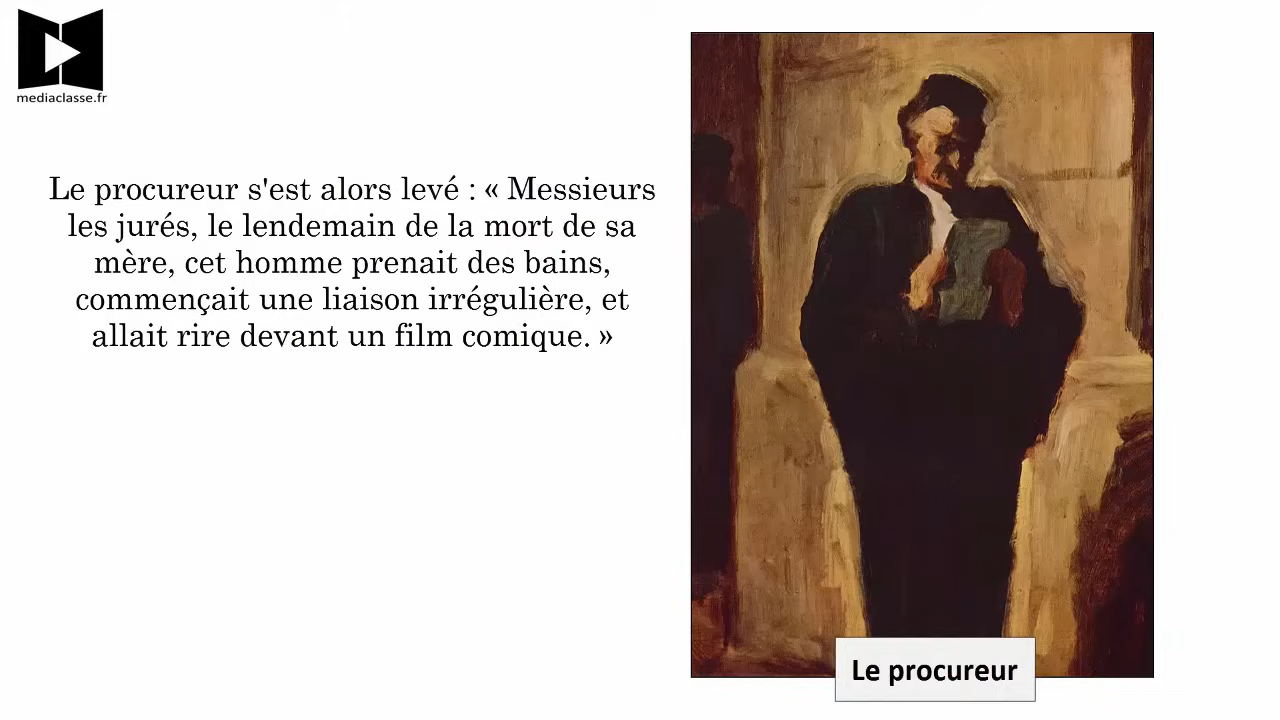 mediaclasse.fr
Le procureur s'est alors levé : « Messieurs
les jurés, le lendemain de la mort de sa
mère, cet homme prenait des bains,
commençait une liaison irrégulière, et
allait rire devant un film comique. »
Le procureur